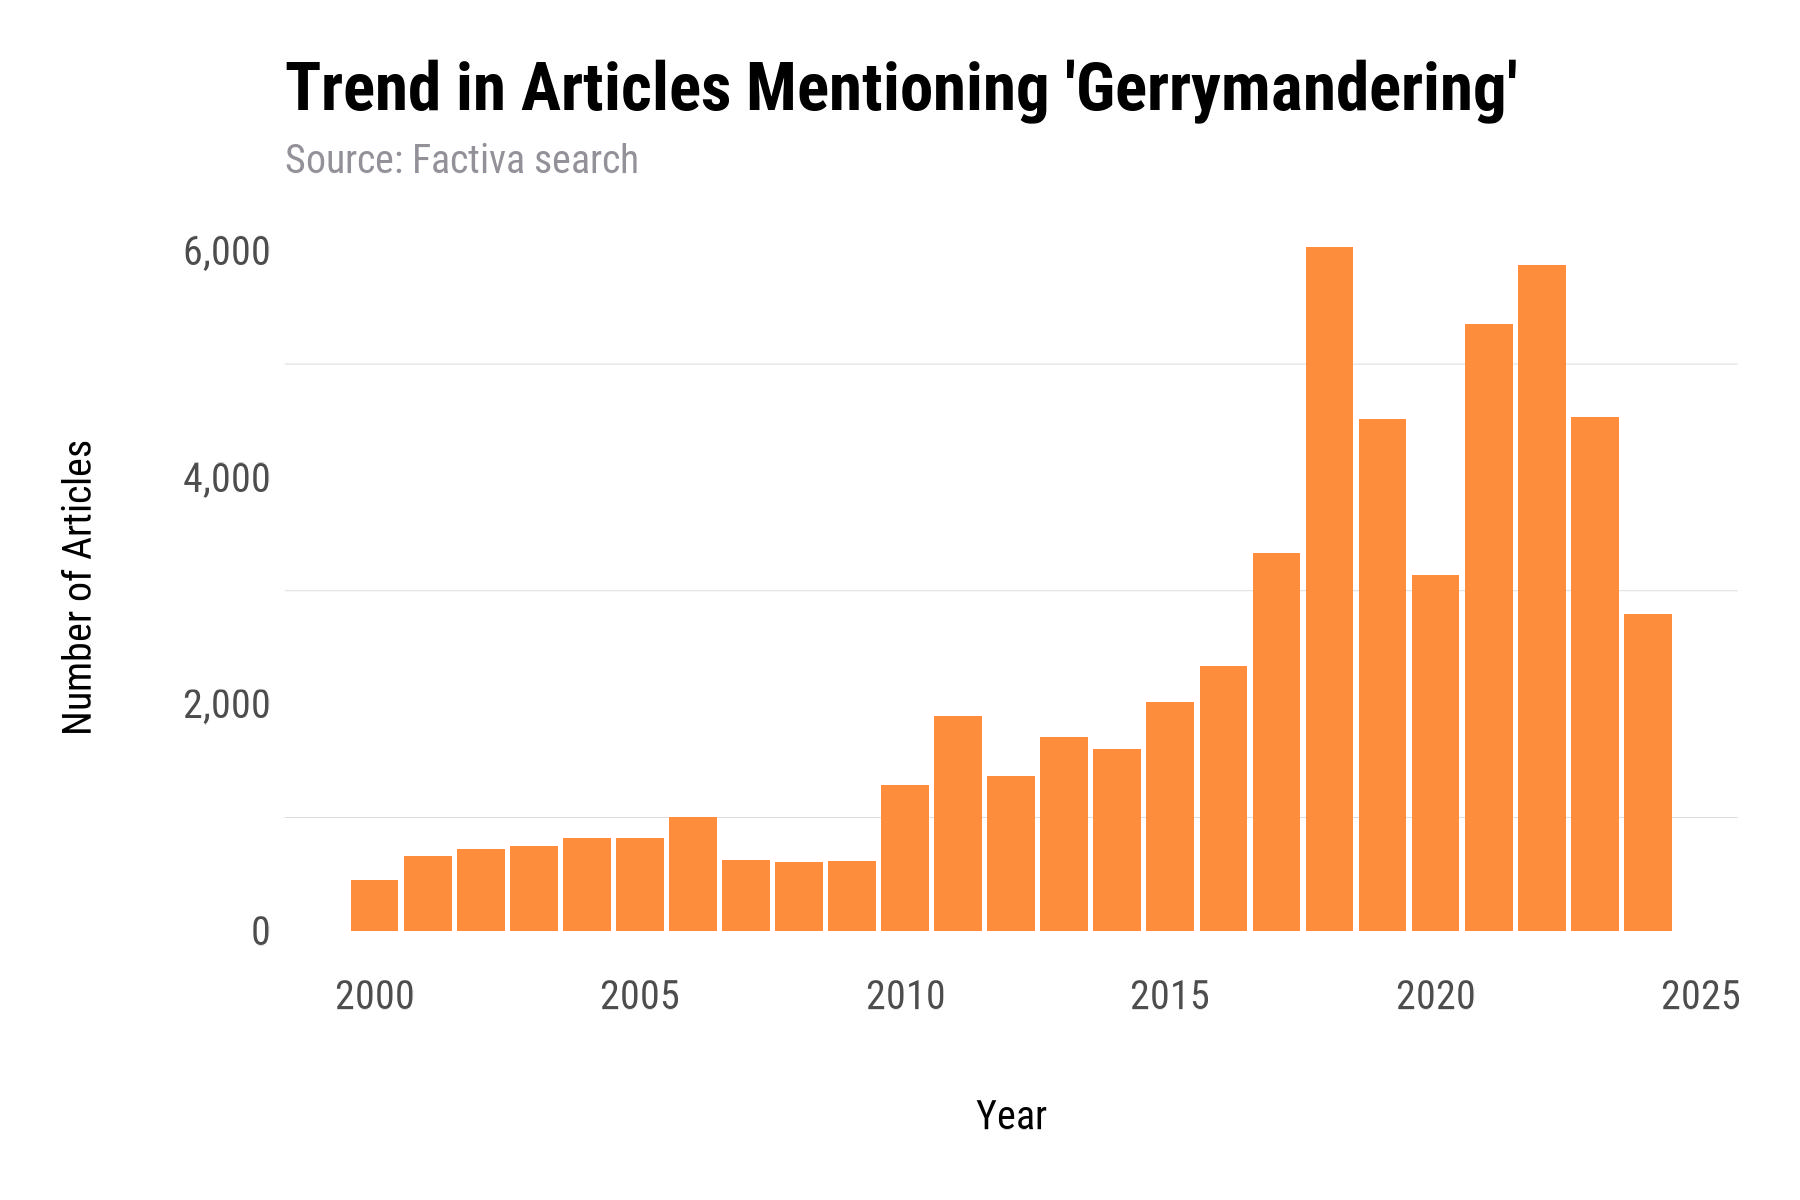 Trend in Articles Mentioning 'Gerrymandering'
Source: Factiva search
6,000
4,000
2,000
0
Number of Articles
2000 2005 2010 2015 2020 2025
Year